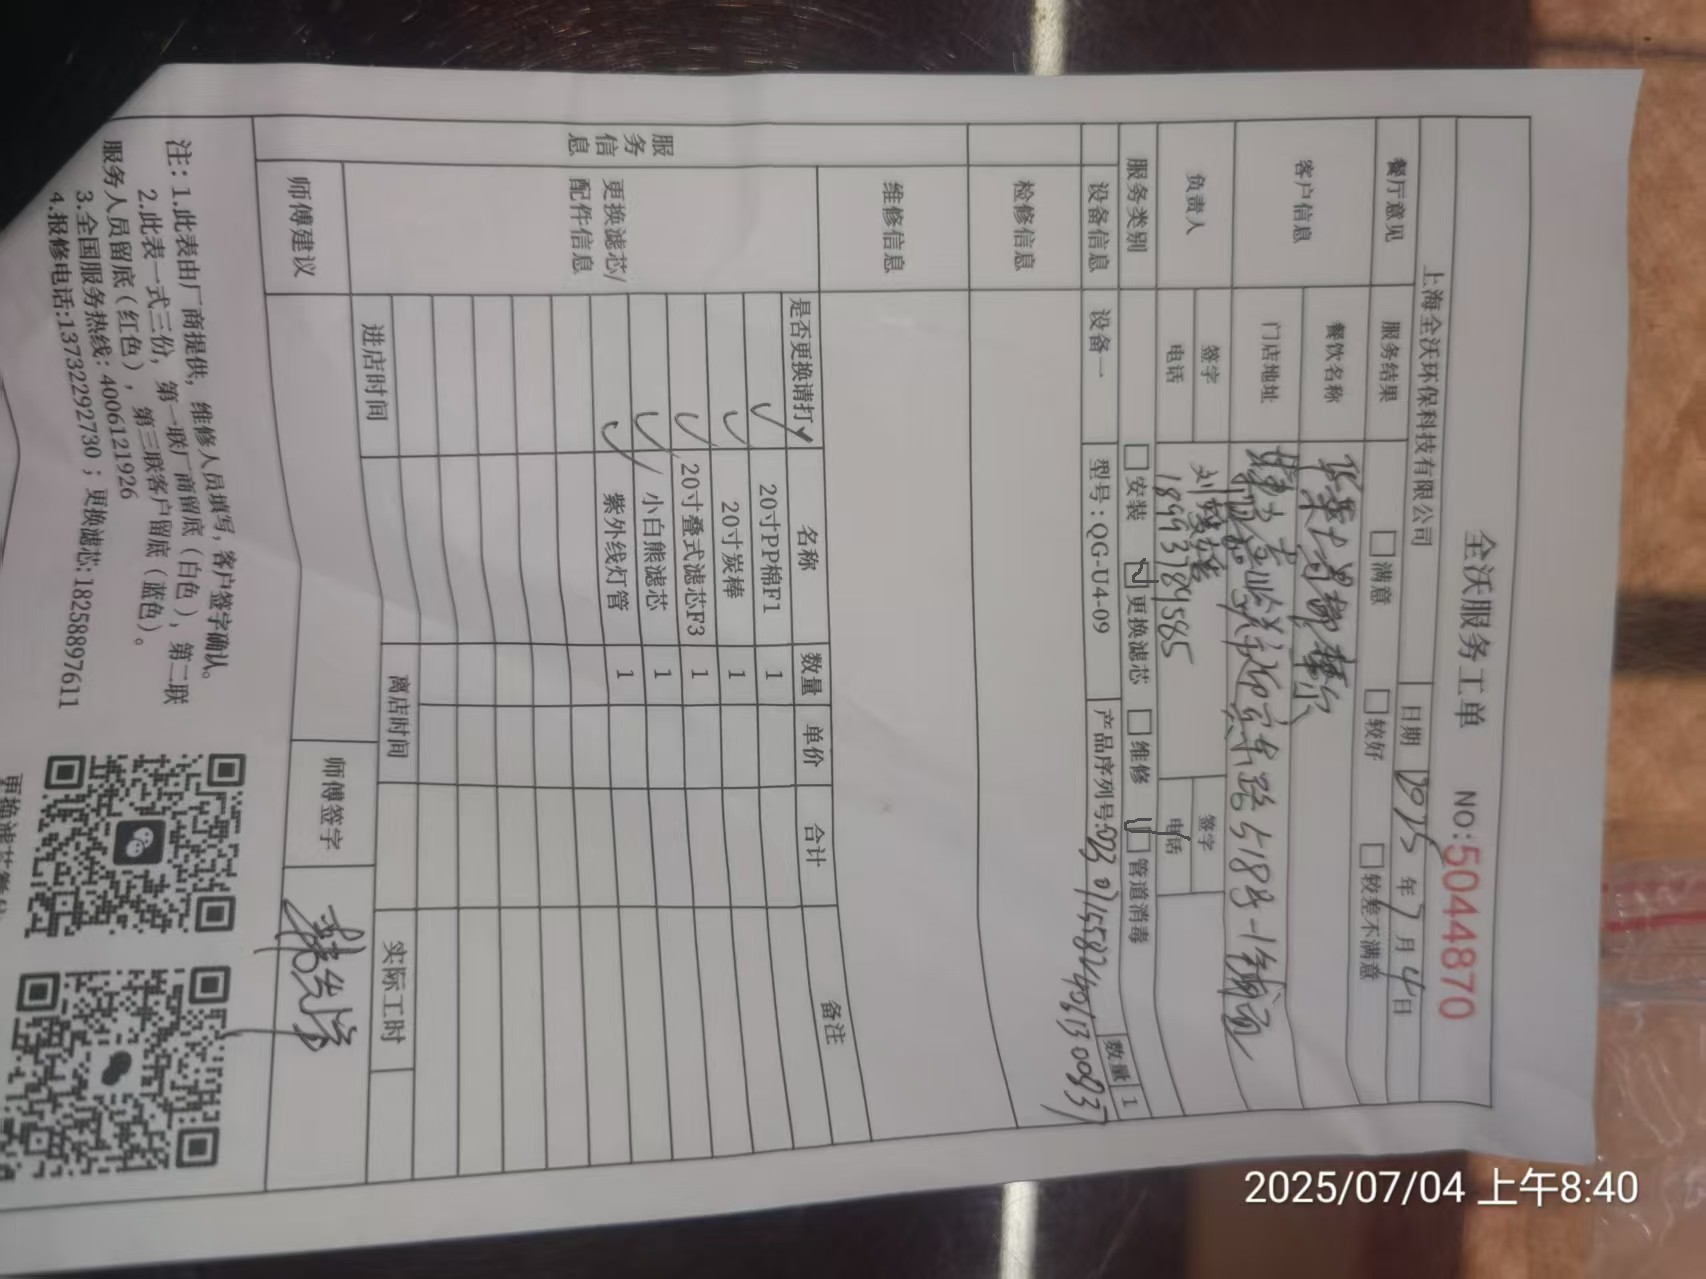 全沃服务工单 NO:5044870
上海全沃环保科技有限公司 日期 2025年7月4日
餐厅意见 服务结果 满意 较好 较差不满意
客户信息 餐饮名称
门店地址 5188-1
负责人 签字 刘 签字
电话 18993789585 电话
服务类别 安装 更换滤芯 维修 管道消毒
设备信息 设备一 型号:QG-U4-09 产品序列号: 数量 1
检修信息
维修信息
服务信息
更换滤芯/配件信息
是否更换请打✓ 名称 数量 单价 合计 备注
✓ 20寸PP棉F1 1
✓ 20寸炭棒 1
✓ 20寸叠式滤芯F3 1
✓ 小白熊滤芯 1
✓ 紫外线灯管 1
进店时间 离店时间 实际工时
师傅建议 师傅签字
注：1.此表由厂商提供，维修人员填写，客户签字确认。
2.此表一式三份，第一联厂商留底（白色），第二联
服务人员留底（红色），第三联客户留底（蓝色）。
3.全国服务热线：4006121926
4.报修电话:13732292730；更换滤芯:18258897611
2025/07/04 上午8:40